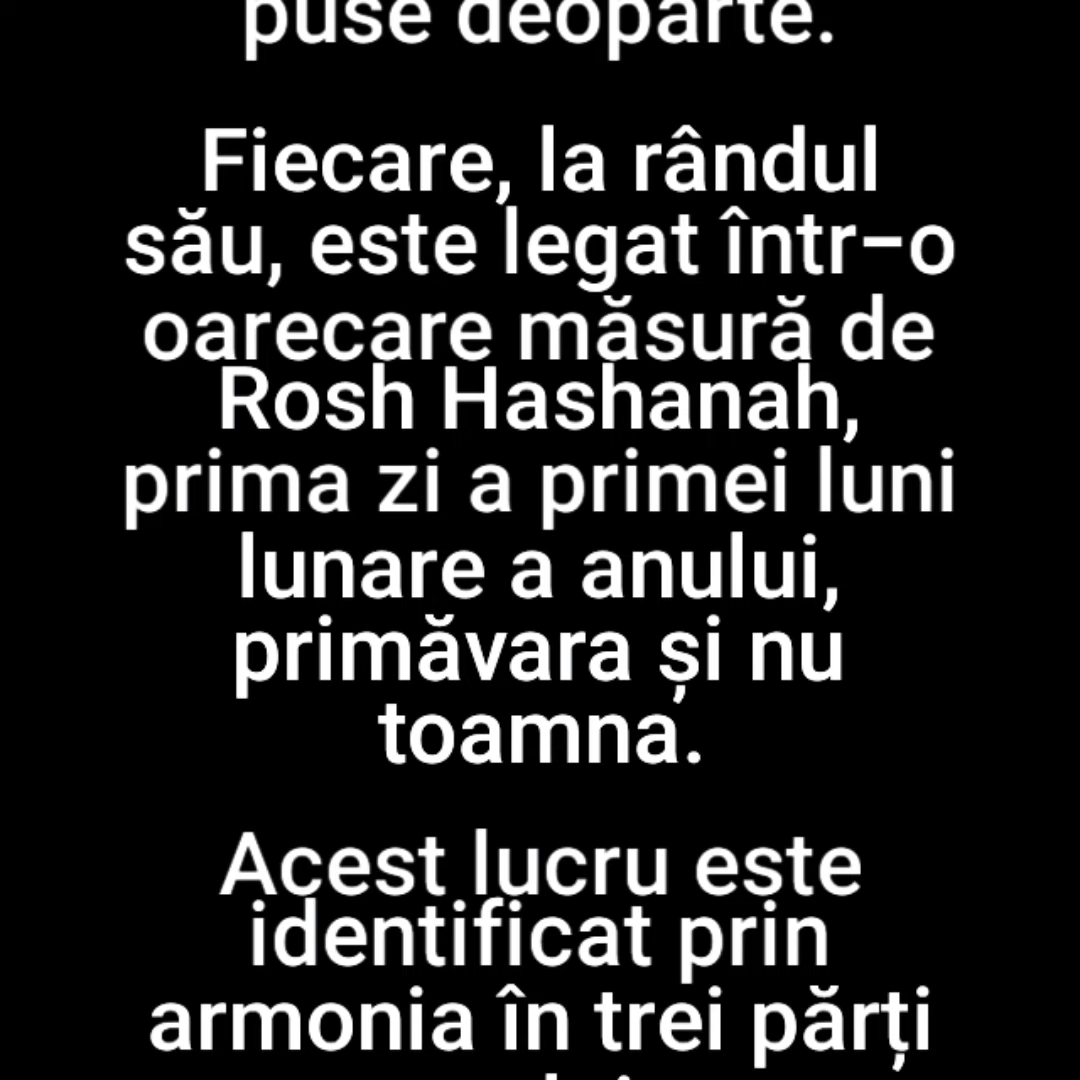 puse deoparte.
Fiecare, la rândul
său, este legat într-o
oarecare măsură de
Rosh Hashanah,
prima zi a primei luni
lunare a anului,
primăvara și nu
toamna.
Acest lucru este
identificat prin
armonia în trei părți